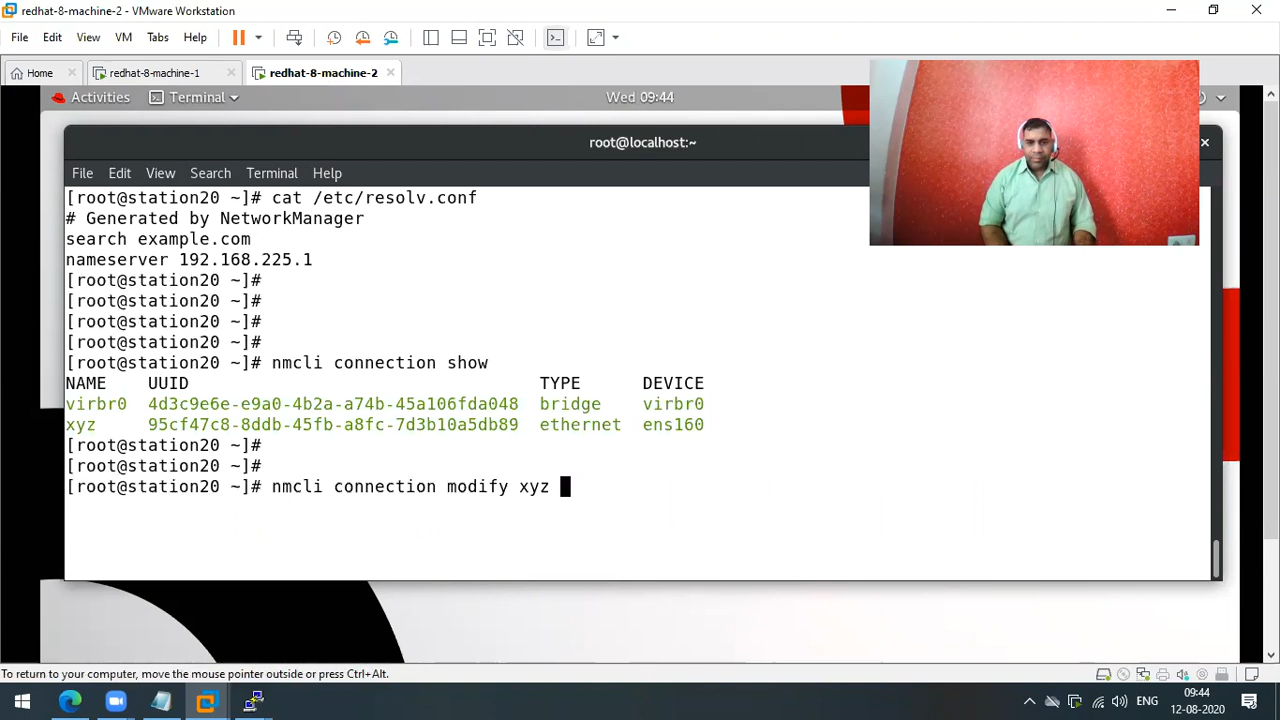 redhat-8-machine-2 - VMware Workstation
File Edit View VM Tabs Help
Home redhat-8-machine-1 redhat-8-machine-2
Activities Terminal Wed 09:44
root@localhost:~
File Edit View Search Terminal Help
[root@station20 ~]# cat /etc/resolv.conf
# Generated by NetworkManager
search example.com
nameserver 192.168.225.1
[root@station20 ~]#
[root@station20 ~]#
[root@station20 ~]#
[root@station20 ~]#
[root@station20 ~]# nmcli connection show
NAME UUID TYPE DEVICE
virbr0 4d3c9e6e-e9a0-4b2a-a74b-45a106fda048 bridge virbr0
xyz 95cf47c8-8ddb-45fb-a8fc-7d3b10a5db89 ethernet ens160
[root@station20 ~]#
[root@station20 ~]#
[root@station20 ~]# nmcli connection modify xyz
To return to your computer, move the mouse pointer outside or press Ctrl+Alt.
ENG
09:44
12-08-2020